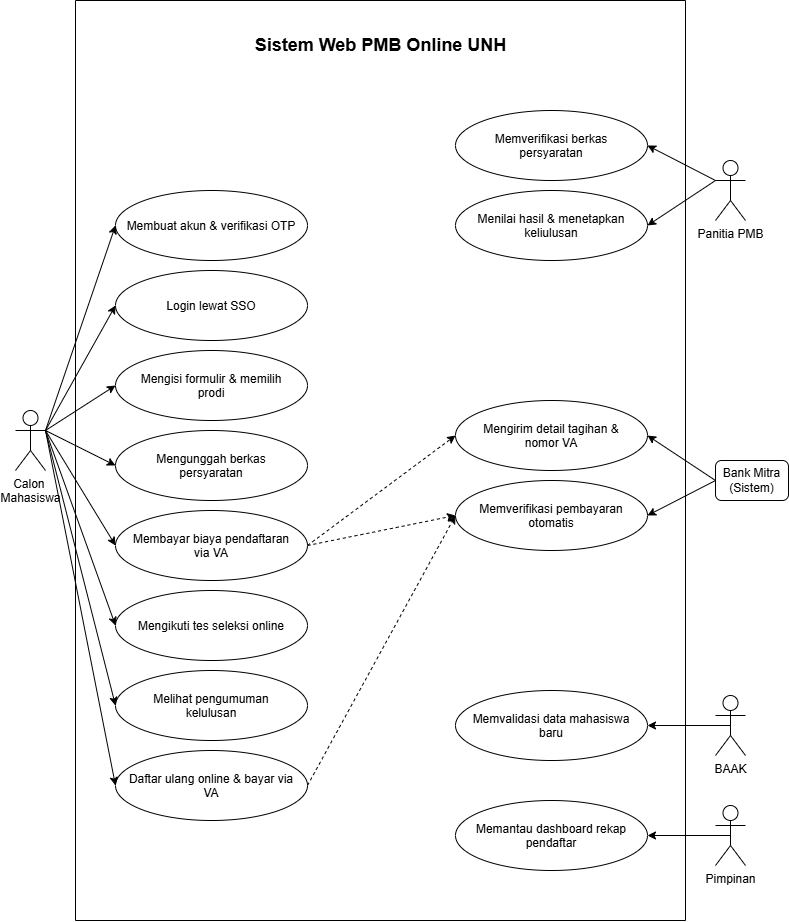 Sistem Web PMB Online UNH
Memverifikasi berkas
persyaratan
Menilai hasil & menetapkan
keliulusan
Panitia PMB
Membuat akun & verifikasi OTP
Login lewat SSO
Mengisi formulir & memilih
prodi
Mengunggah berkas
persyaratan
Membayar biaya pendaftaran
via VA
Mengikuti tes seleksi online
Melihat pengumuman
kelulusan
Daftar ulang online & bayar via
VA
Calon
Mahasiswa
Mengirim detail tagihan &
nomor VA
Memverifikasi pembayaran
otomatis
Bank Mitra
(Sistem)
Memvalidasi data mahasiswa
baru
BAAK
Memantau dashboard rekap
pendaftar
Pimpinan